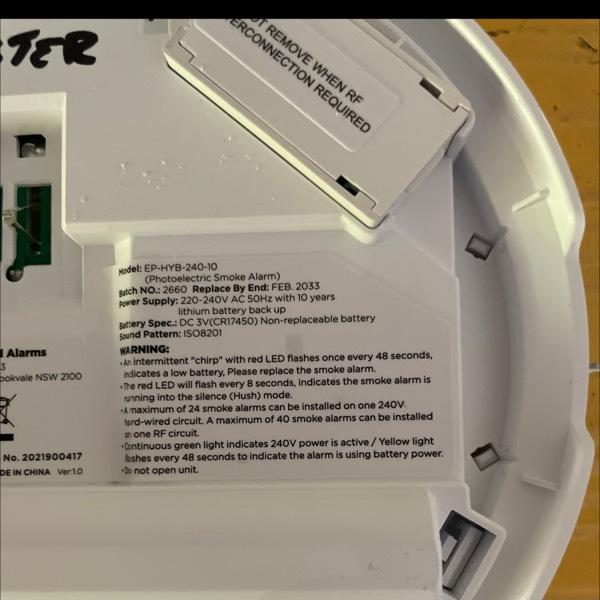 TER
OT REMOVE WHEN RF
TERCONNECTION REQUIRED
Model: EP-HYB-240-10
(Photoelectric Smoke Alarm)
Batch NO.: 2660 Replace By End: FEB. 2033
Power Supply: 220-240V AC 50Hz with 10 years
lithium battery back up
Battery Spec.: DC 3V(CR17450) Non-replaceable battery
Sound Pattern: ISO8201
WARNING:
•An intermittent "chirp" with red LED flashes once every 48 seconds,
indicates a low battery, Please replace the smoke alarm.
•The red LED will flash every 8 seconds, indicates the smoke alarm is
running into the silence (Hush) mode.
•A maximum of 24 smoke alarms can be installed on one 240V
hard-wired circuit. A maximum of 40 smoke alarms can be installed
on one RF circuit.
•Continuous green light indicates 240V power is active / Yellow light
flashes every 48 seconds to indicate the alarm is using battery power.
•Do not open unit.
d Alarms
3
ookvale NSW 2100
No. 2021900417
DE IN CHINA Ver:1.0